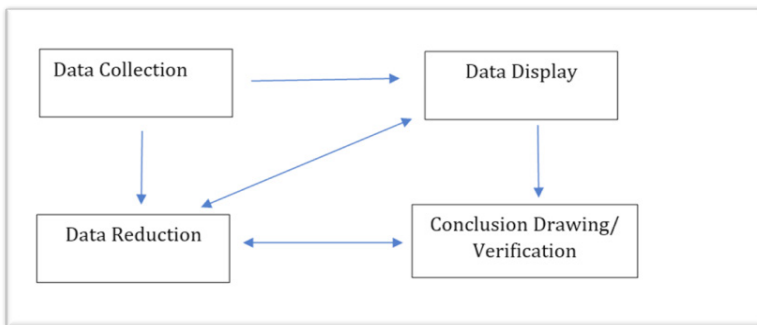 Data Collection
Data Display
Data Reduction
Conclusion Drawing/
Verification